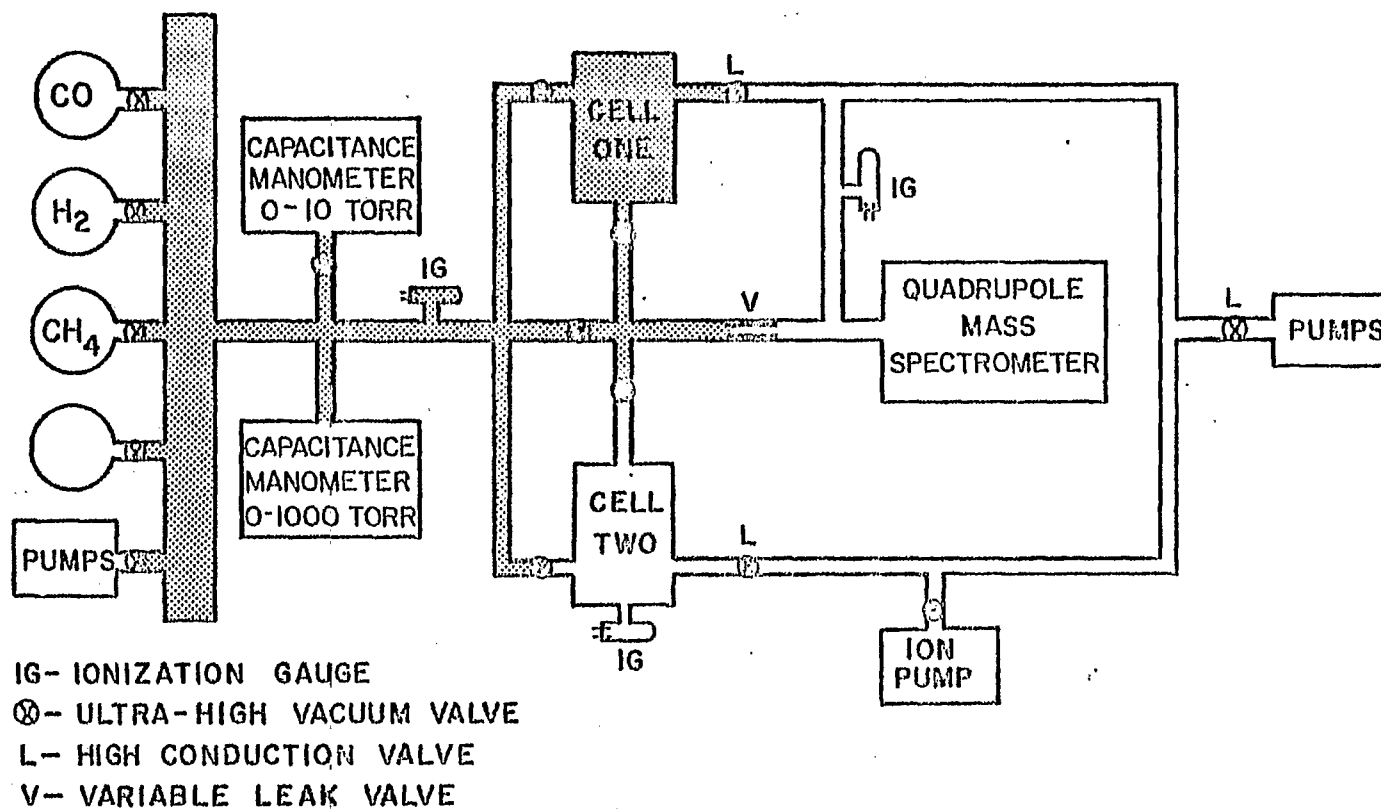 CO
H2
CH4
PUMPS
CAPACITANCE
MANOMETER
0-10 TORR
IG
CAPACITANCE
MANOMETER
0-1000 TORR
CELL
ONE
L
IG
V
QUADRUPOLE
MASS
SPECTROMETER
L
PUMPS
CELL
TWO
L
IG
ION
PUMP
IG- IONIZATION GAUGE
⊗- ULTRA-HIGH VACUUM VALVE
L- HIGH CONDUCTION VALVE
V- VARIABLE LEAK VALVE